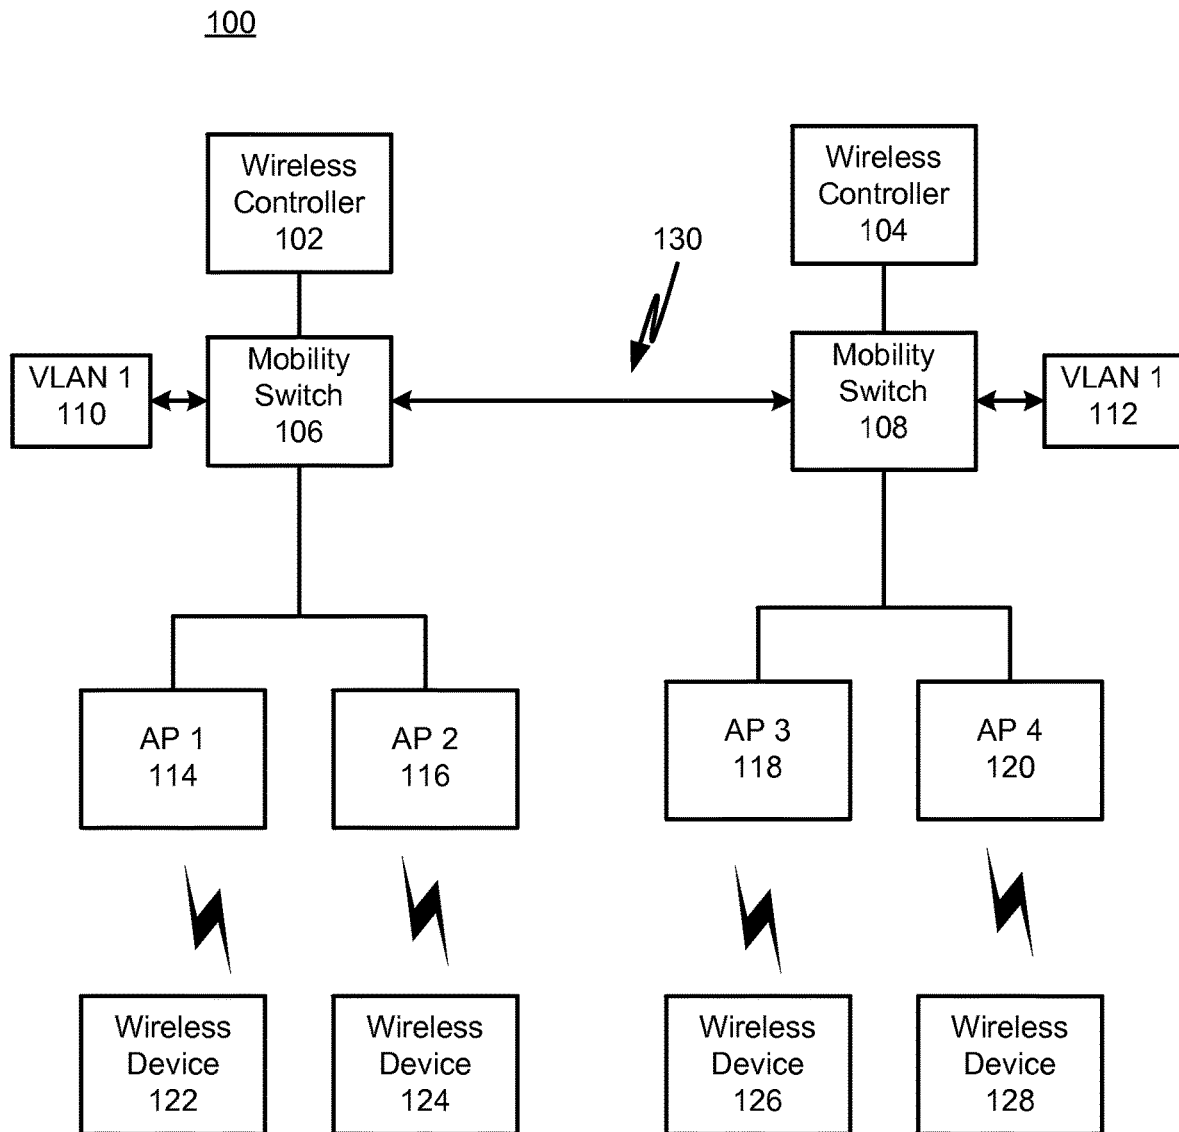 100
Wireless
Controller
102
Wireless
Controller
104
130
VLAN 1
110
Mobility
Switch
106
Mobility
Switch
108
VLAN 1
112
AP 1
114
AP 2
116
AP 3
118
AP 4
120
Wireless
Device
122
Wireless
Device
124
Wireless
Device
126
Wireless
Device
128